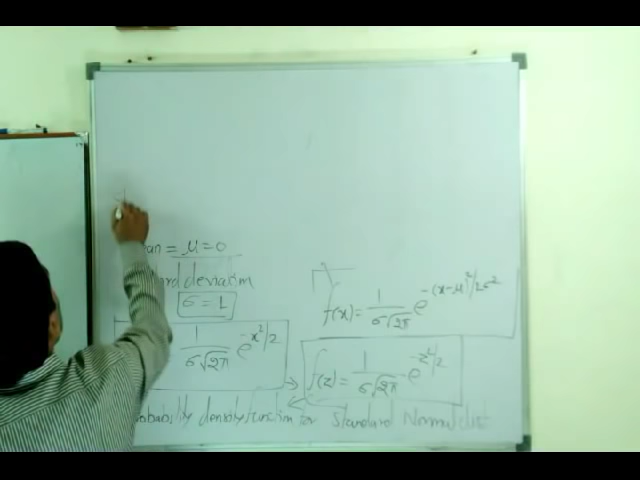 an = μ = 0
rd deviation
σ = 1
f(x) = 1/σ√2π e^-(x-μ)²/2σ²
1/σ√2π e^-x²/2
f(z) = 1/σ√2π e^-z²/2
obability density function for Standard Normal dist